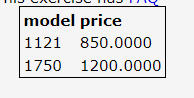 his exercise has FAQ
model price
1121 850.0000
1750 1200.0000